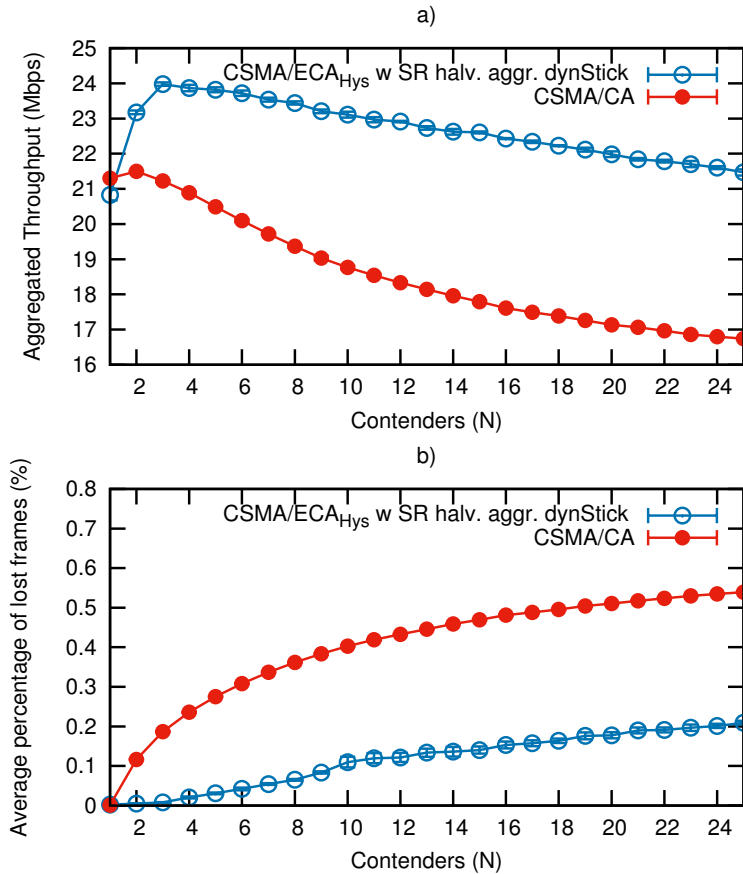 a)
Aggregated Throughput (Mbps)
25
24
23
22
21
20
19
18
17
16
CSMA/ECA_Hys w SR halv. aggr. dynStick
CSMA/CA
2 4 6 8 10 12 14 16 18 20 22 24
Contenders (N)
b)
Average percentage of lost frames (%)
0.8
0.7
0.6
0.5
0.4
0.3
0.2
0.1
0
CSMA/ECA_Hys w SR halv. aggr. dynStick
CSMA/CA
2 4 6 8 10 12 14 16 18 20 22 24
Contenders (N)